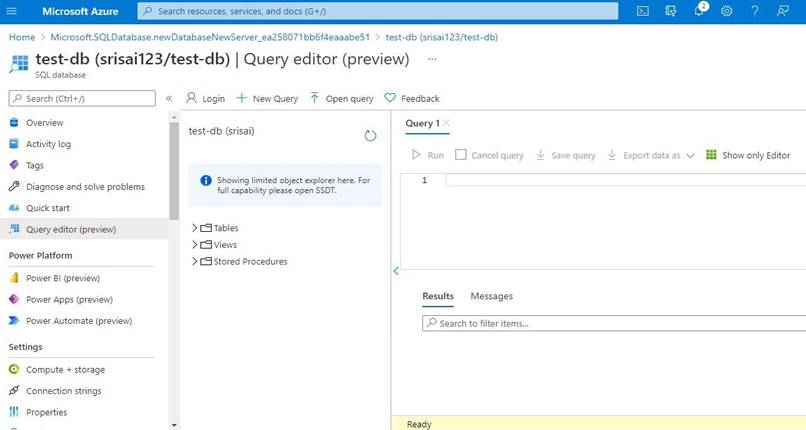 Microsoft Azure
Search resources, services, and docs (G+/)
2
Home > Microsoft.SQLDatabase.newDatabaseNewServer_ea258071bb6f4eaaabe51 > test-db (srisai123/test-db)
test-db (srisai123/test-db) | Query editor (preview) ...
SQL database
Search (Ctrl+/)
«
Overview
Activity log
Tags
Diagnose and solve problems
Quick start
Query editor (preview)
Power Platform
Power BI (preview)
Power Apps (preview)
Power Automate (preview)
Settings
Compute + storage
Connection strings
Properties
Login
New Query
Open query
Feedback
test-db (srisai)
Showing limited object explorer here. For
full capability please open SSDT.
Tables
Views
Stored Procedures
Query 1 ×
Run
Cancel query
Save query
Export data as
Show only Editor
1
Results
Messages
Search to filter items...
Ready